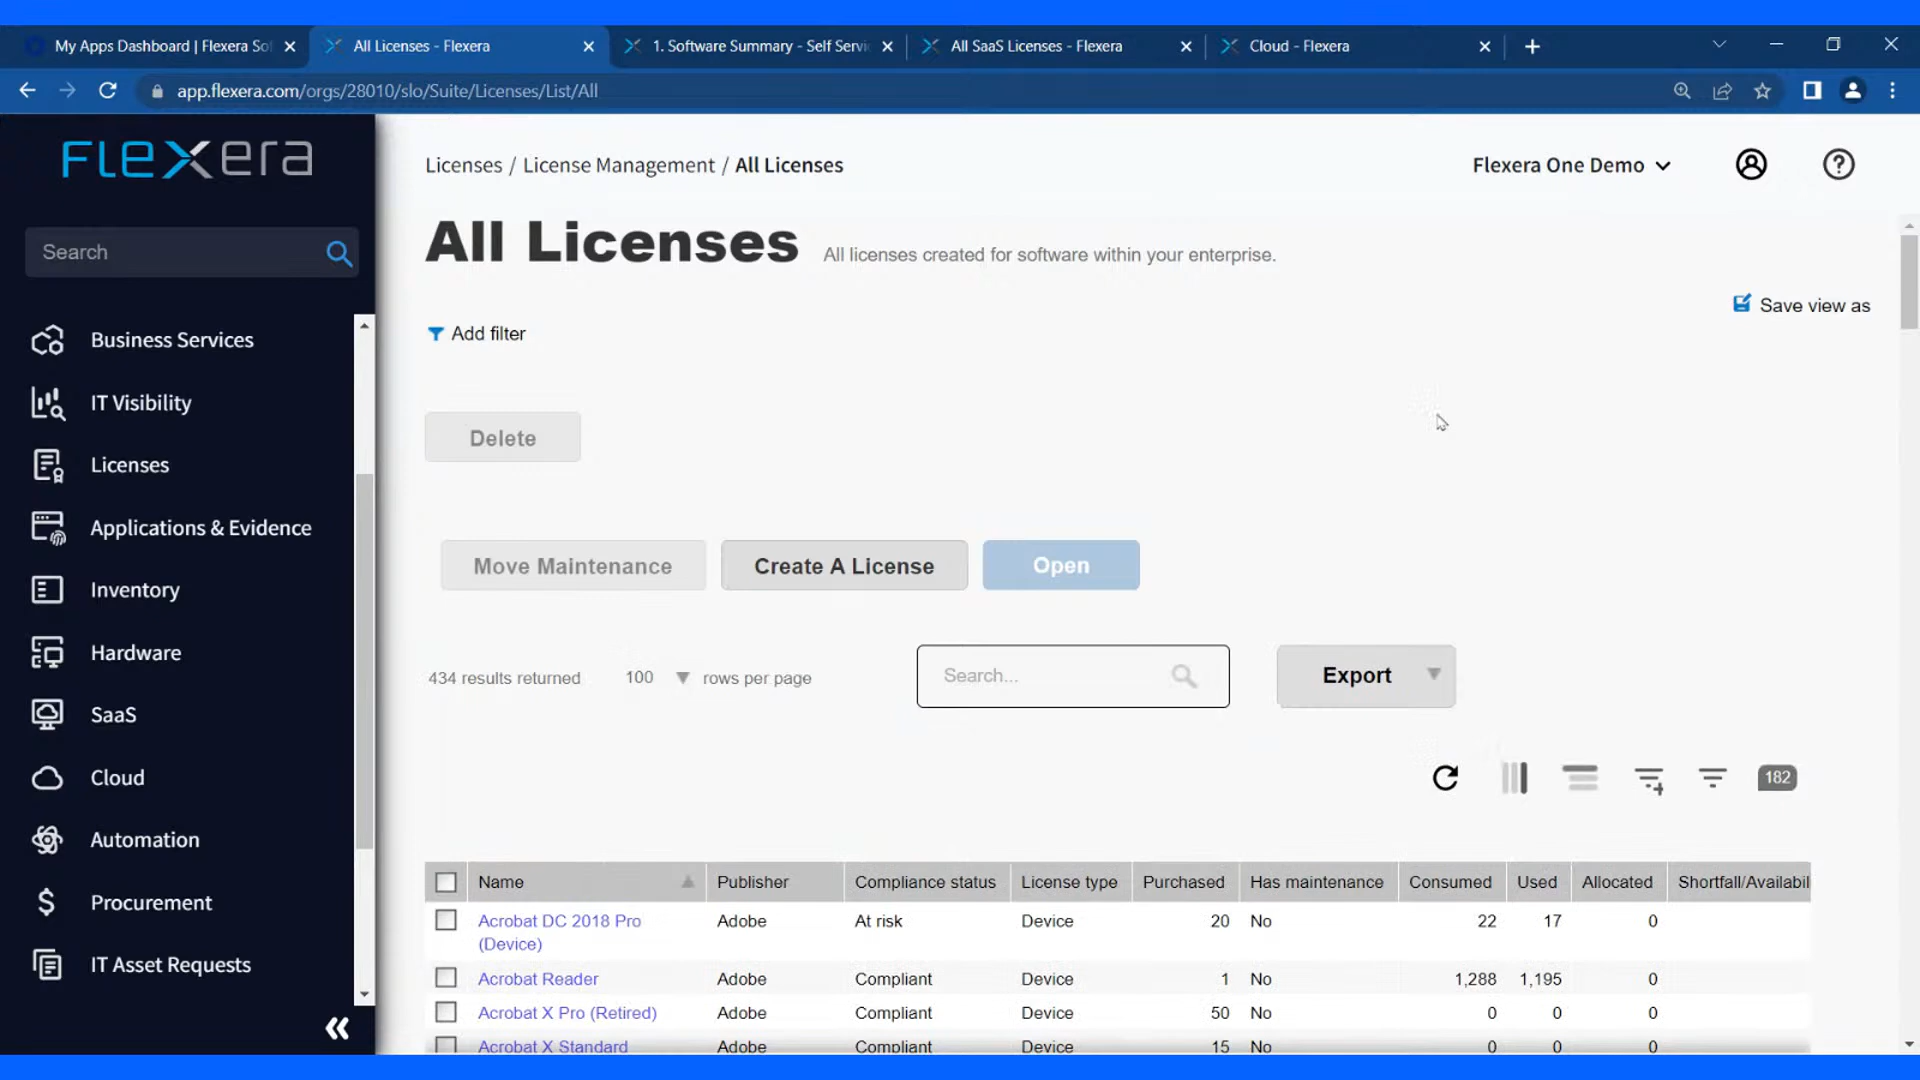 My Apps Dashboard | Flexera Sof
All Licenses - Flexera
1. Software Summary - Self Servi
All SaaS Licenses - Flexera
Cloud - Flexera
app.flexera.com/orgs/28010/slo/Suite/Licenses/List/All
FLEXera
Search
Business Services
IT Visibility
Licenses
Applications & Evidence
Inventory
Hardware
SaaS
Cloud
Automation
Procurement
IT Asset Requests
Licenses / License Management / All Licenses
Flexera One Demo
All Licenses All licenses created for software within your enterprise.
Save view as
Add filter
Delete
Move Maintenance Create A License Open
434 results returned 100 rows per page Search... Export
182
Name Publisher Compliance status License type Purchased Has maintenance Consumed Used Allocated Shortfall/Availabil
Acrobat DC 2018 Pro (Device) Adobe At risk Device 20 No 22 17 0
Acrobat Reader Adobe Compliant Device 1 No 1,288 1,195 0
Acrobat X Pro (Retired) Adobe Compliant Device 50 No 0 0 0
Acrobat X Standard Adobe Compliant Device 15 No 0 0 0